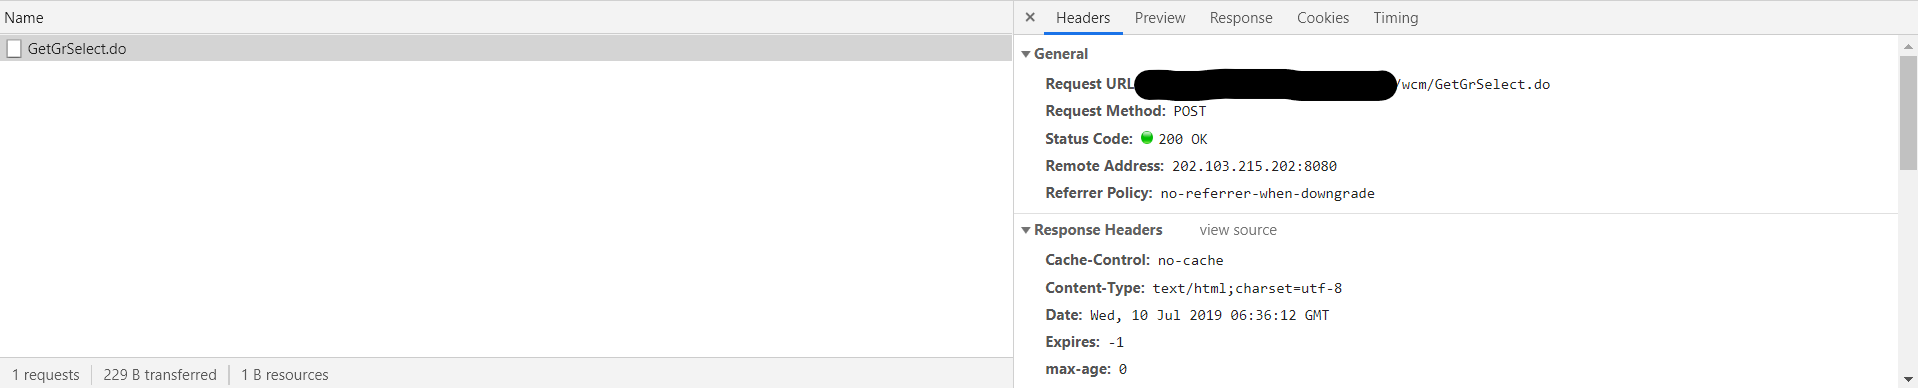 Name
GetGrSelect.do
1 requests 229 B transferred 1 B resources
× Headers Preview Response Cookies Timing
General
Request URL /wcm/GetGrSelect.do
Request Method: POST
Status Code: 200 OK
Remote Address: 202.103.215.202:8080
Referrer Policy: no-referrer-when-downgrade
Response Headers view source
Cache-Control: no-cache
Content-Type: text/html;charset=utf-8
Date: Wed, 10 Jul 2019 06:36:12 GMT
Expires: -1
max-age: 0